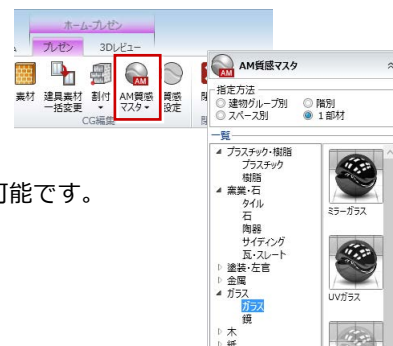 ホーム-プレゼン
プレゼン 3Dレビュー
素材 建具素材一括変更 割付 AM質感マスタ 質感設定
CG編集
可能です。
AM質感マスタ
指定方法
建物グループ別 階別
スペース別 1部材
一覧
プラスチック・樹脂
プラスチック
樹脂
窯業・石
タイル
石
陶器
サイディング
瓦・スレート
塗装・左官
金属
ガラス
ガラス
鏡
木
紙
ミラーガラス
UVガラス